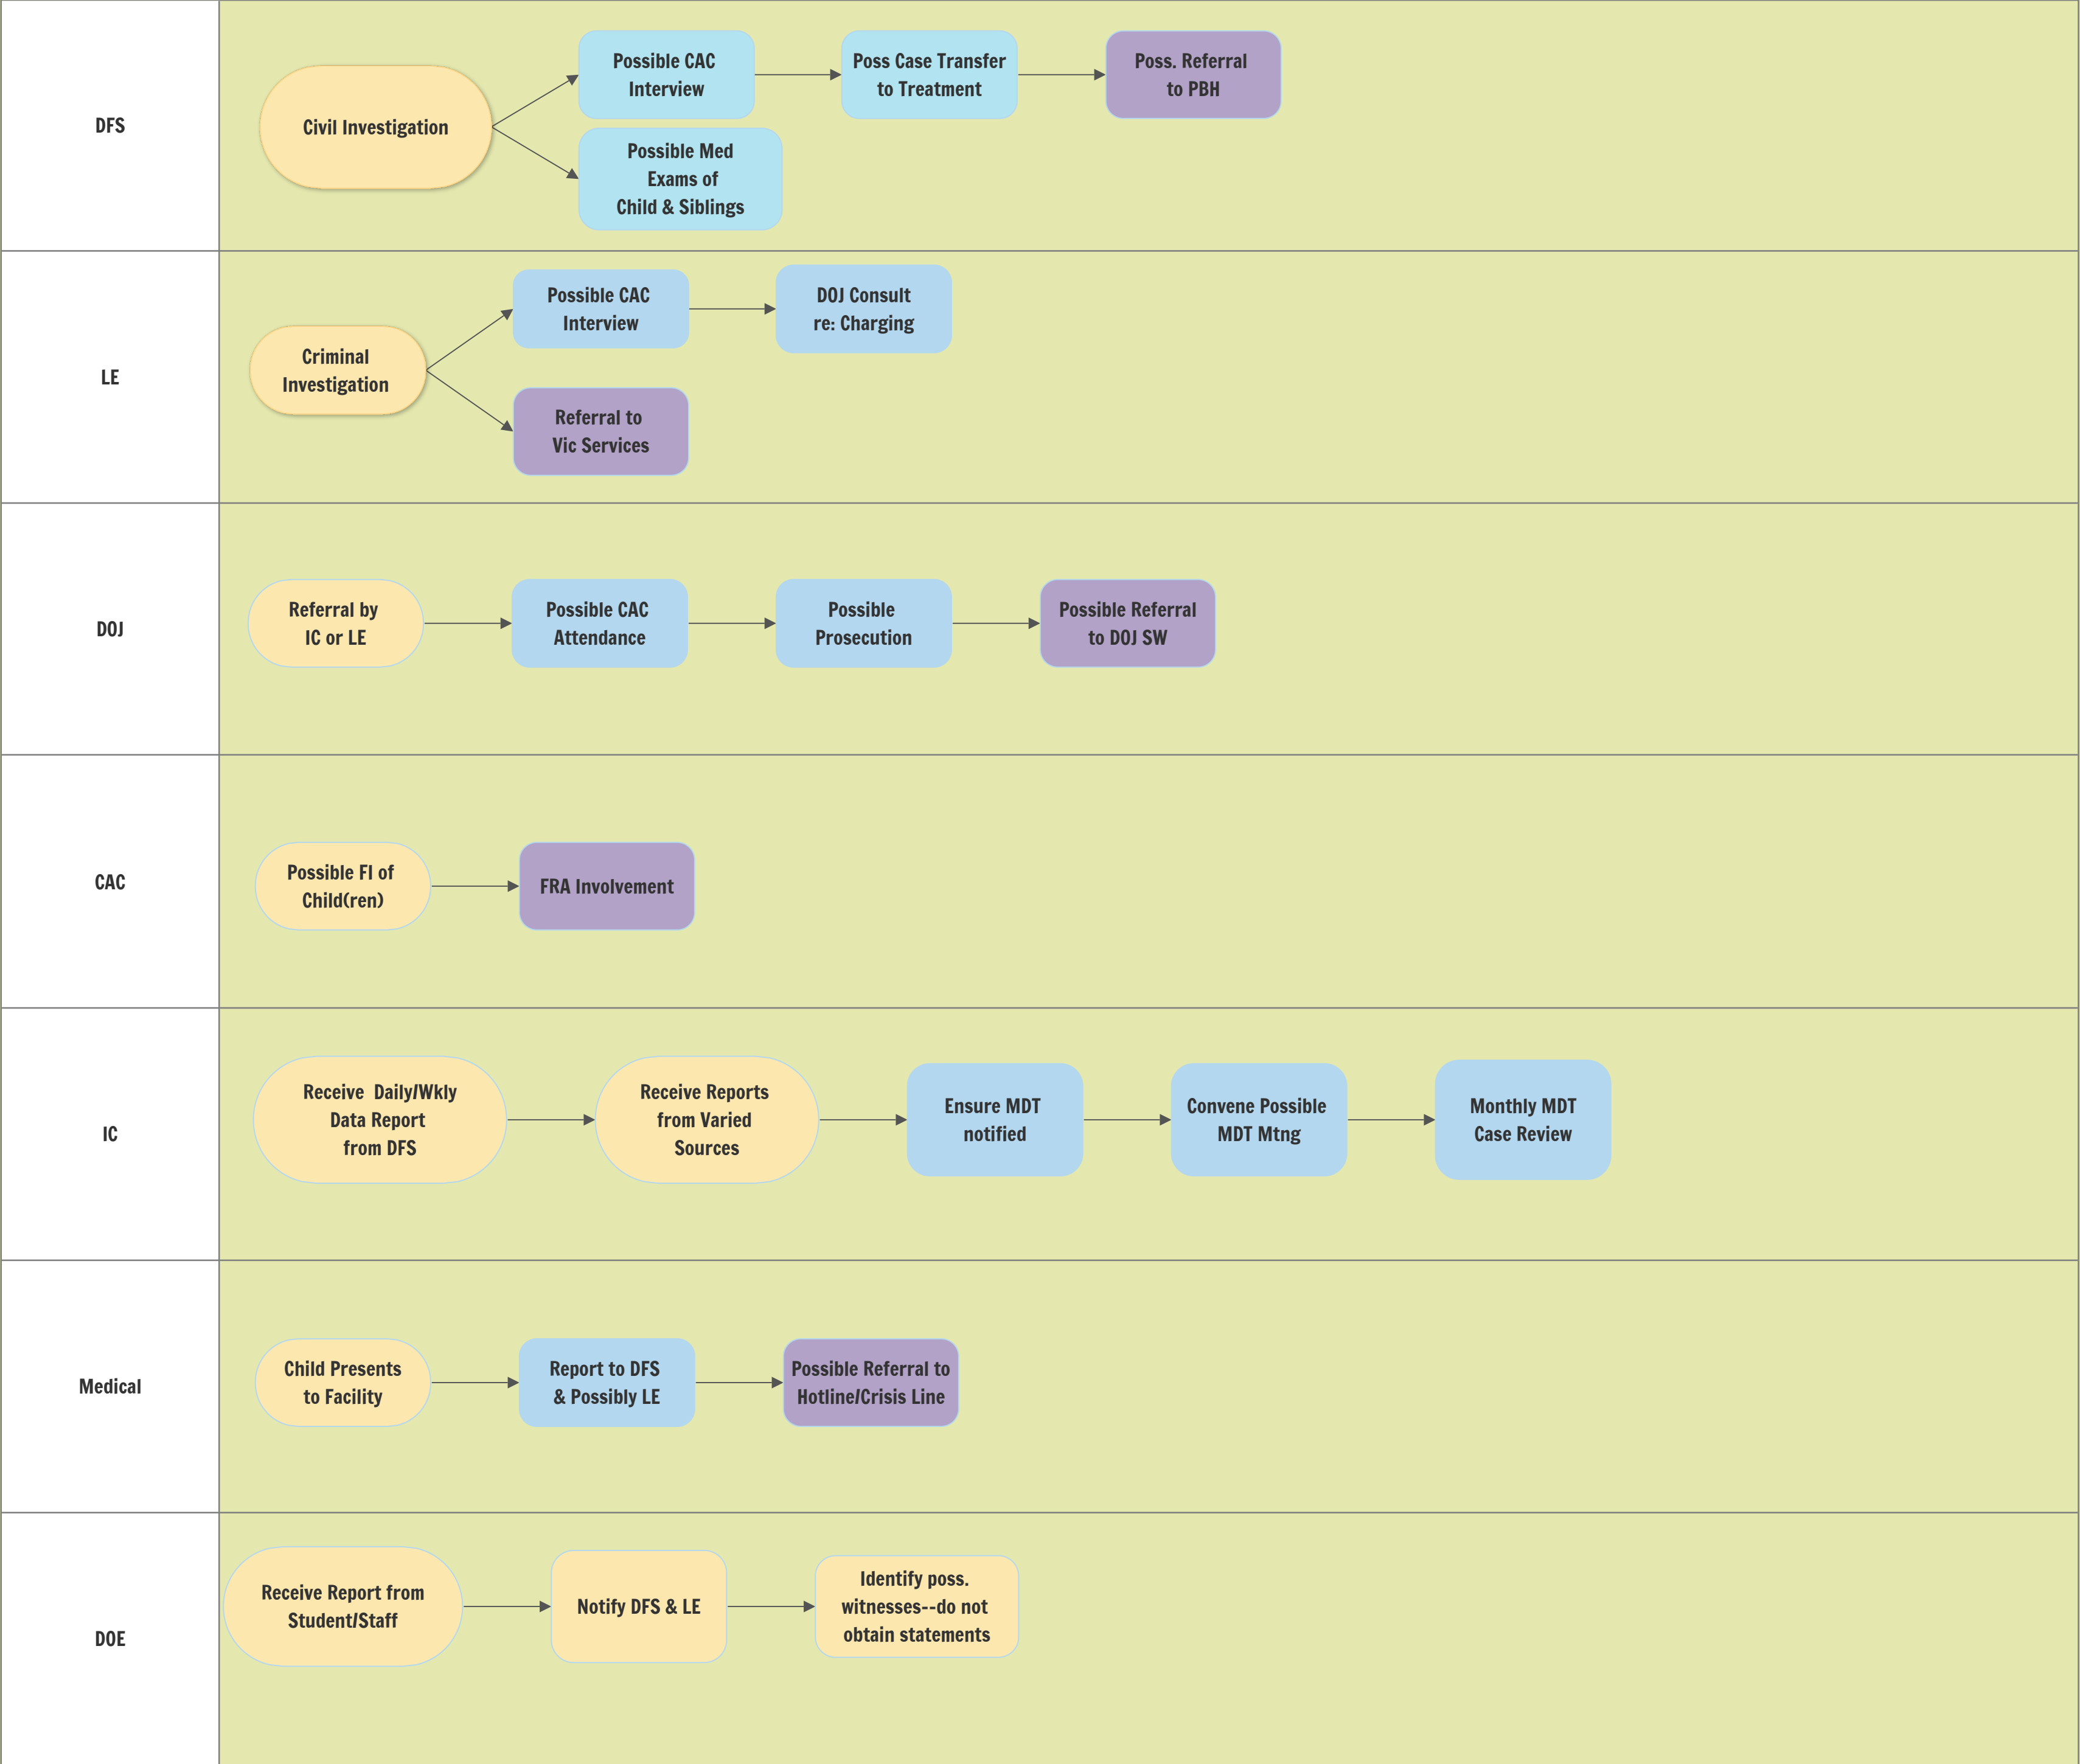 DFS
Civil Investigation
Possible CAC
Interview
Poss Case Transfer
to Treatment
Poss. Referral
to PBH
Possible Med
Exams of
Child & Siblings
LE
Criminal
Investigation
Possible CAC
Interview
DOJ Consult
re: Charging
Referral to
Vic Services
DOJ
Referral by
IC or LE
Possible CAC
Attendance
Possible
Prosecution
Possible Referral
to DOJ SW
CAC
Possible FI of
Child(ren)
FRA Involvement
IC
Receive Daily/Wkly
Data Report
from DFS
Receive Reports
from Varied
Sources
Ensure MDT
notified
Convene Possible
MDT Mtng
Monthly MDT
Case Review
Medical
Child Presents
to Facility
Report to DFS
& Possibly LE
Possible Referral to
Hotline/Crisis Line
DOE
Receive Report from
Student/Staff
Notify DFS & LE
Identify poss.
witnesses--do not
obtain statements